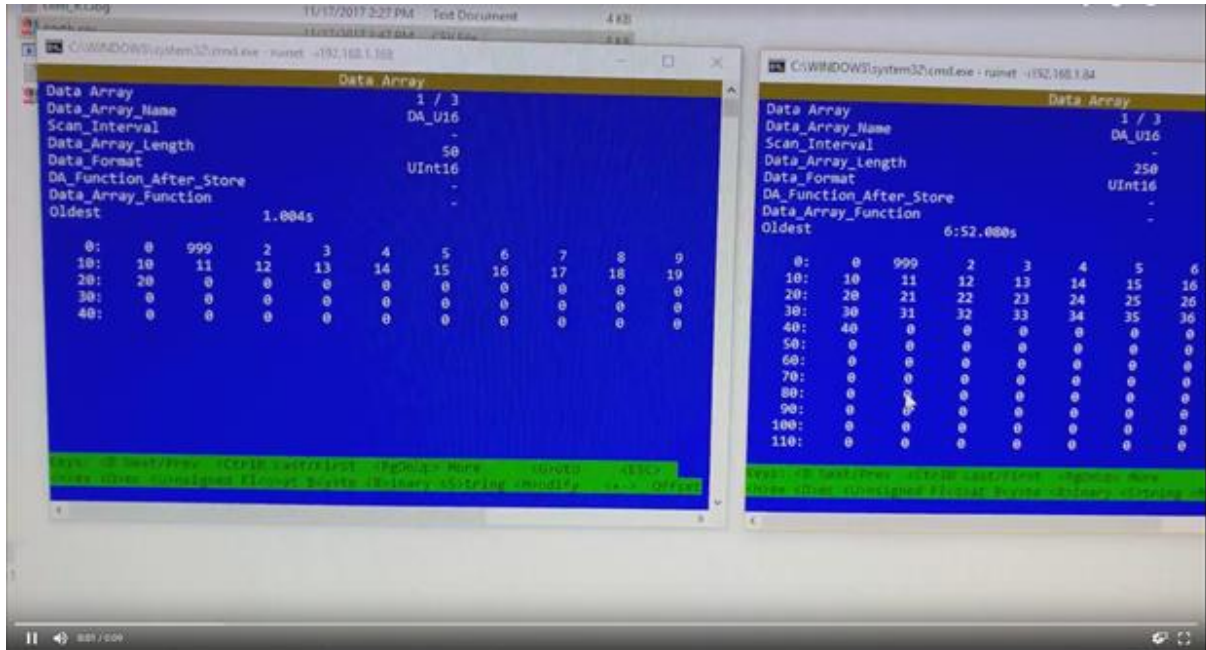 11/17/2017 2:27 PM Text Document 4 KB
C:\WINDOWS\system32\cmd.exe - ruinet -i192.168.1.168
Data Array
Data Array 1 / 3
Data_Array_Name DA_U16
Scan_Interval -
Data_Array_Length 50
Data_Format UInt16
DA_Function_After_Store -
Data_Array_Function -
Oldest 1.004s
0: 0 999 2 3 4 5 6 7 8 9
10: 10 11 12 13 14 15 16 17 18 19
20: 20 0 0 0 0 0 0 0 0 0
30: 0 0 0 0 0 0 0 0 0 0
40: 0 0 0 0 0 0 0 0 0 0
More
<ESC>
Offset
C:\WINDOWS\system32\cmd.exe - ruinet -i192.168.1.84
Data Array
Data Array 1 / 3
Data_Array_Name DA_U16
Scan_Interval -
Data_Array_Length 250
Data_Format UInt16
DA_Function_After_Store -
Data_Array_Function -
Oldest 6:52.080s
0: 0 999 2 3 4 5 6
10: 10 11 12 13 14 15 16
20: 20 21 22 23 24 25 26
30: 30 31 32 33 34 35 36
40: 40 0 0 0 0 0 0
50: 0 0 0 0 0 0 0
60: 0 0 0 0 0 0 0
70: 0 0 0 0 0 0 0
80: 0 0 0 0 0 0 0
90: 0 0 0 0 0 0 0
100: 0 0 0 0 0 0 0
110: 0 0 0 0 0 0 0
0:01 / 0:09